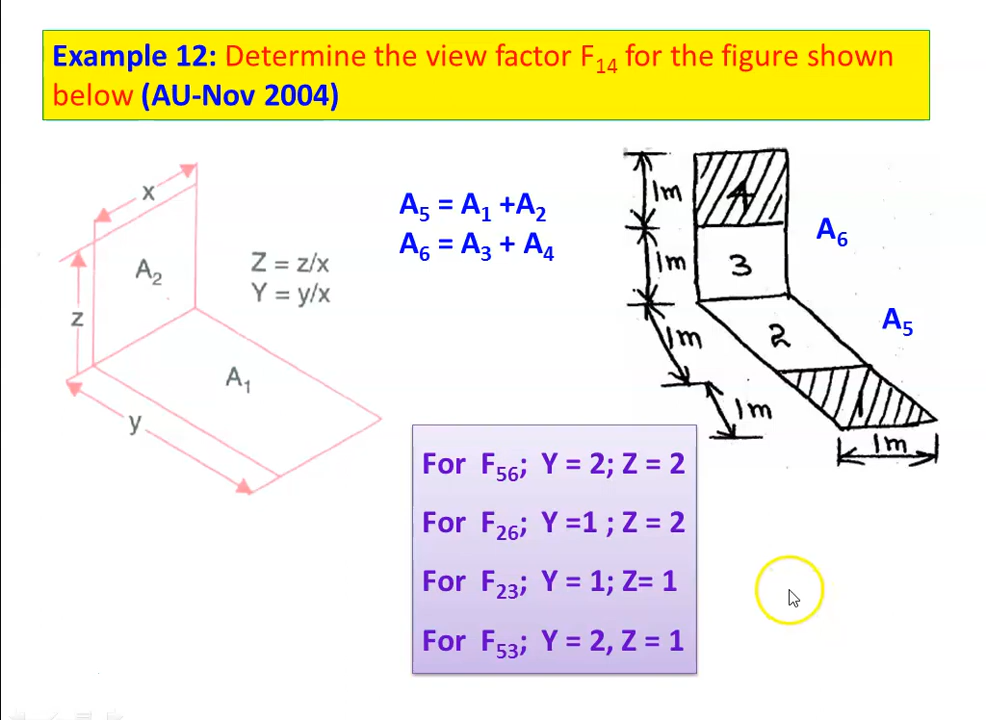 Example 12: Determine the view factor F₁₄ for the figure shown
below (AU-Nov 2004)
x
A₂
z
y
A₁
Z = z/x
Y = y/x
A₅ = A₁ +A₂
A₆ = A₃ + A₄
1m
1m
1m
1m
1m
4
3
2
1
A₆
A₅
For F₅₆; Y = 2; Z = 2
For F₂₆; Y =1 ; Z = 2
For F₂₃; Y = 1; Z= 1
For F₅₃; Y = 2, Z = 1